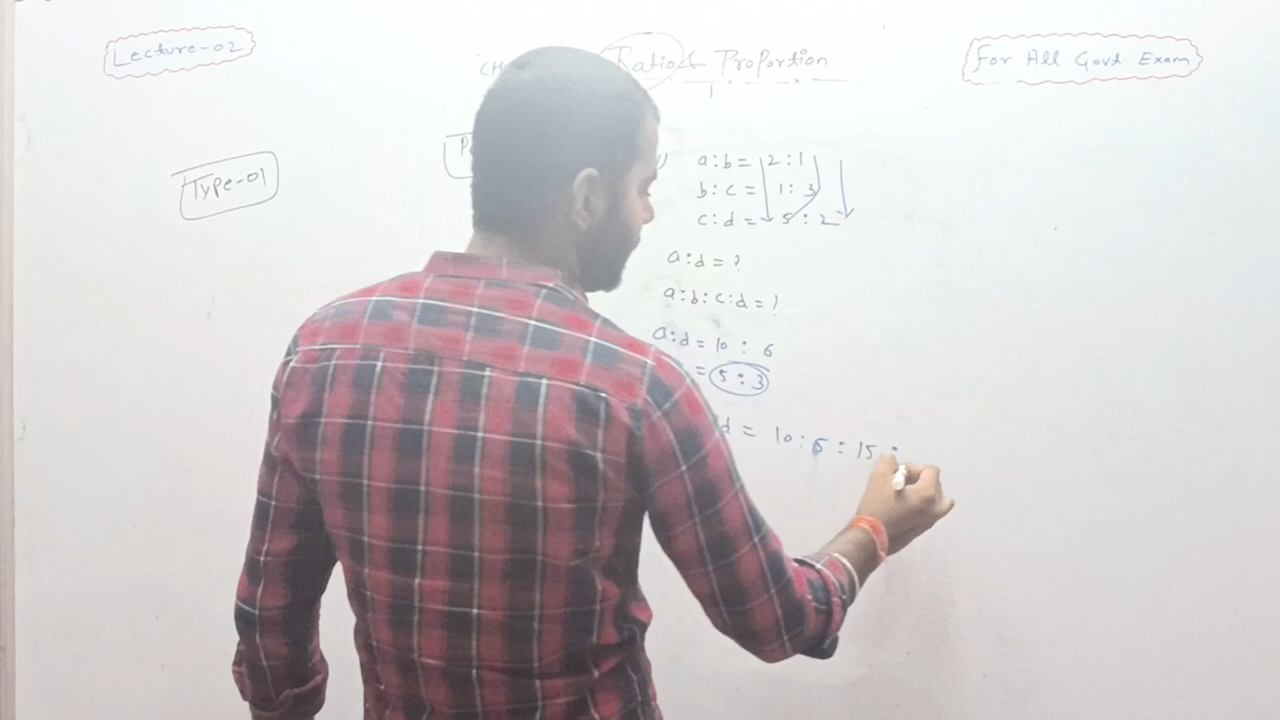 Lecture-02
Ratio & Proportion
For All Govt Exam
Type-01
a:b = 2:1
b:c = 1:3
c:d = 5:2
a:d = ?
a:b:c:d = ?
a:d = 10 : 6
= 5:3
d = 10:5:15: